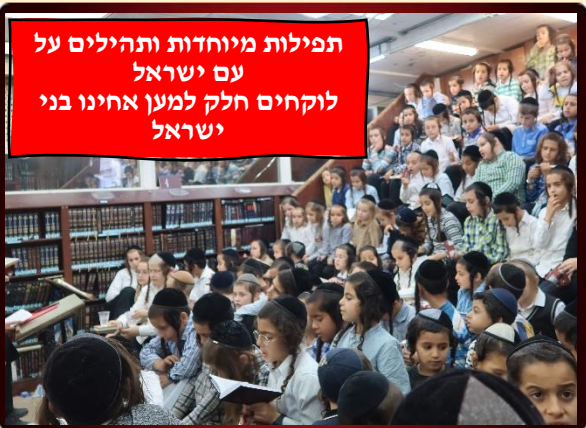 תפילות מיוחדות ותהילים על
עם ישראל
לוקחים חלק למען אחינו בני
ישראל